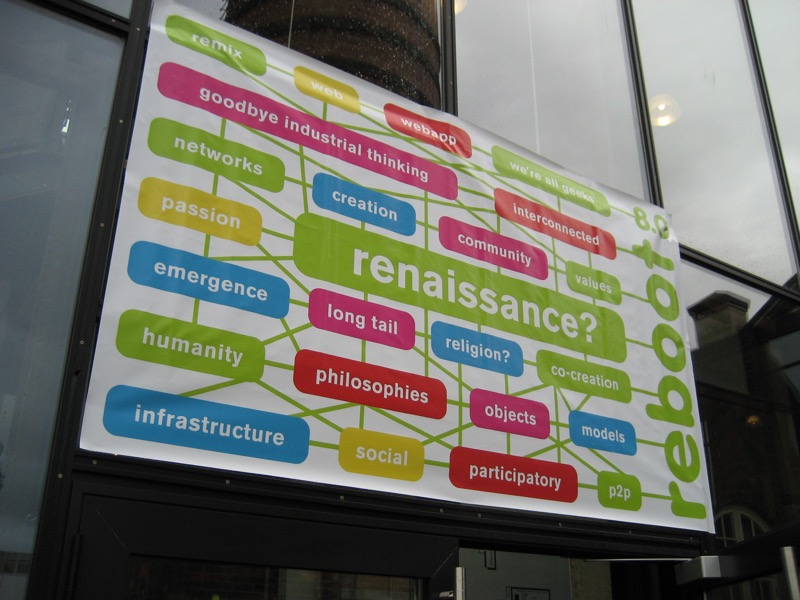 remix
web
webapp
we're all geeks
goodbye industrial thinking
networks
creation
interconnected
passion
community
values
emergence
renaissance?
humanity
long tail
religion?
co-creation
philosophies
infrastructure
objects
models
social
participatory
p2p
reboot 8.0